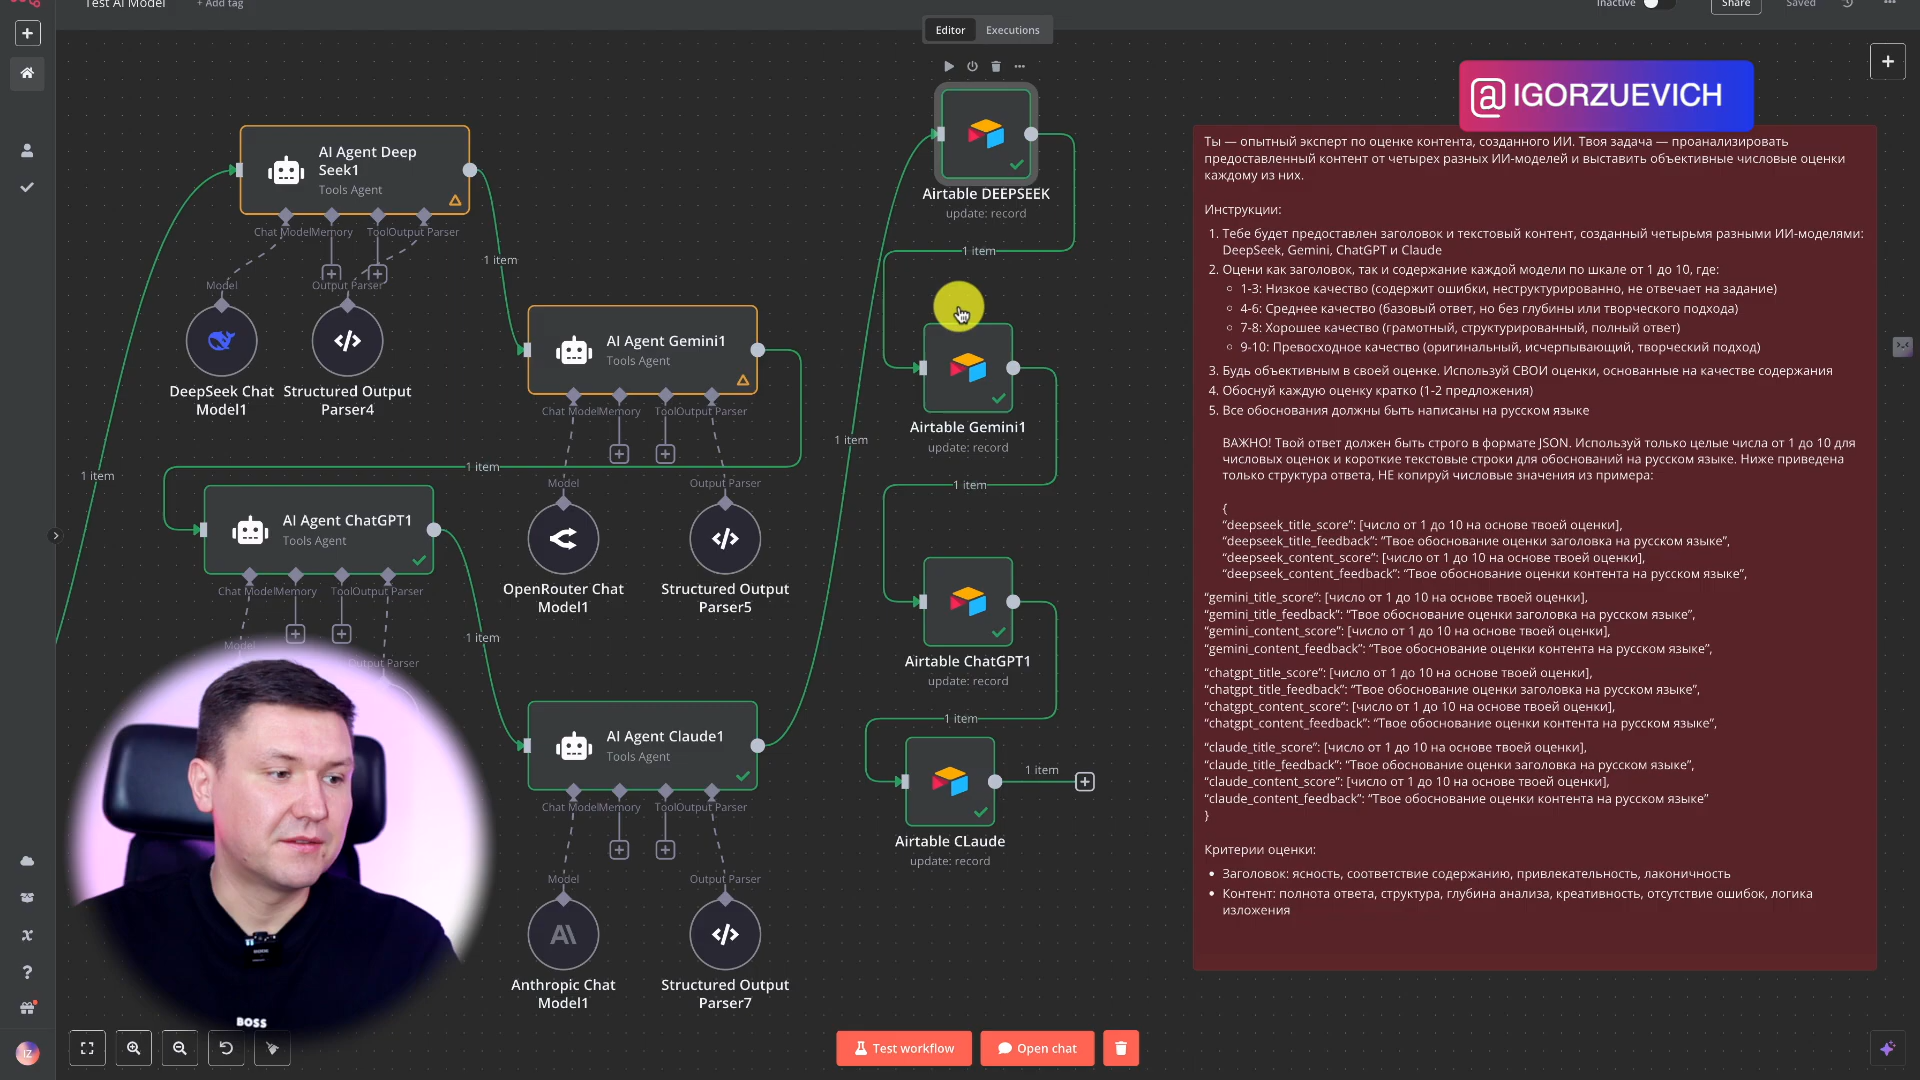 Test AI Model
+ Add tag
Inactive
Share
Saved
Editor
Executions
@IGORZUEVICH
AI Agent Deep
Seek1
Tools Agent
Chat Model
Memory
Tool
Output Parser
Model
Output Parser
DeepSeek Chat
Model1
Structured Output
Parser4
1 item
1 item
AI Agent Gemini1
Tools Agent
Chat Model
Memory
Tool
Output Parser
Model
Output Parser
OpenRouter Chat
Model1
Structured Output
Parser5
1 item
AI Agent ChatGPT1
Tools Agent
Chat Model
Memory
Tool
Output Parser
Model
Output Parser
1 item
AI Agent Claude1
Tools Agent
Chat Model
Memory
Tool
Output Parser
Model
Output Parser
Anthropic Chat
Model1
Structured Output
Parser7
1 item
Airtable DEEPSEEK
update: record
1 item
Airtable Gemini1
update: record
1 item
Airtable ChatGPT1
update: record
1 item
Airtable CLaude
update: record
1 item
Ты — опытный эксперт по оценке контента, созданного ИИ. Твоя задача — проанализировать
предоставленный контент от четырех разных ИИ-моделей и выставить объективные числовые оценки
каждому из них.
Инструкции:
1. Тебе будет предоставлен заголовок и текстовый контент, созданный четырьмя разными ИИ-моделями:
DeepSeek, Gemini, ChatGPT и Claude
2. Оцени как заголовок, так и содержание каждой модели по шкале от 1 до 10, где:
1-3: Низкое качество (содержит ошибки, неструктурированно, не отвечает на задание)
4-6: Среднее качество (базовый ответ, но без глубины или творческого подхода)
7-8: Хорошее качество (грамотный, структурированный, полный ответ)
9-10: Превосходное качество (оригинальный, исчерпывающий, творческий подход)
3. Будь объективным в своей оценке. Используй СВОИ оценки, основанные на качестве содержания
4. Обоснуй каждую оценку кратко (1-2 предложения)
5. Все обоснования должны быть написаны на русском языке
ВАЖНО! Твой ответ должен быть строго в формате JSON. Используй только целые числа от 1 до 10 для
числовых оценок и короткие текстовые строки для обоснований на русском языке. Ниже приведена
только структура ответа, НЕ копируй числовые значения из примера:
{
“deepseek_title_score”: [число от 1 до 10 на основе твоей оценки],
“deepseek_title_feedback”: “Твое обоснование оценки заголовка на русском языке”,
“deepseek_content_score”: [число от 1 до 10 на основе твоей оценки],
“deepseek_content_feedback”: “Твое обоснование оценки контента на русском языке”,
“gemini_title_score”: [число от 1 до 10 на основе твоей оценки],
“gemini_title_feedback”: “Твое обоснование оценки заголовка на русском языке”,
“gemini_content_score”: [число от 1 до 10 на основе твоей оценки],
“gemini_content_feedback”: “Твое обоснование оценки контента на русском языке”,
“chatgpt_title_score”: [число от 1 до 10 на основе твоей оценки],
“chatgpt_title_feedback”: “Твое обоснование оценки заголовка на русском языке”,
“chatgpt_content_score”: [число от 1 до 10 на основе твоей оценки],
“chatgpt_content_feedback”: “Твое обоснование оценки контента на русском языке”,
“claude_title_score”: [число от 1 до 10 на основе твоей оценки],
“claude_title_feedback”: “Твое обоснование оценки заголовка на русском языке”,
“claude_content_score”: [число от 1 до 10 на основе твоей оценки],
“claude_content_feedback”: “Твое обоснование оценки контента на русском языке”
}
Критерии оценки:
Заголовок: ясность, соответствие содержанию, привлекательность, лаконичность
Контент: полнота ответа, структура, глубина анализа, креативность, отсутствие ошибок, логика
изложения
BOSS
IZ
Test workflow
Open chat